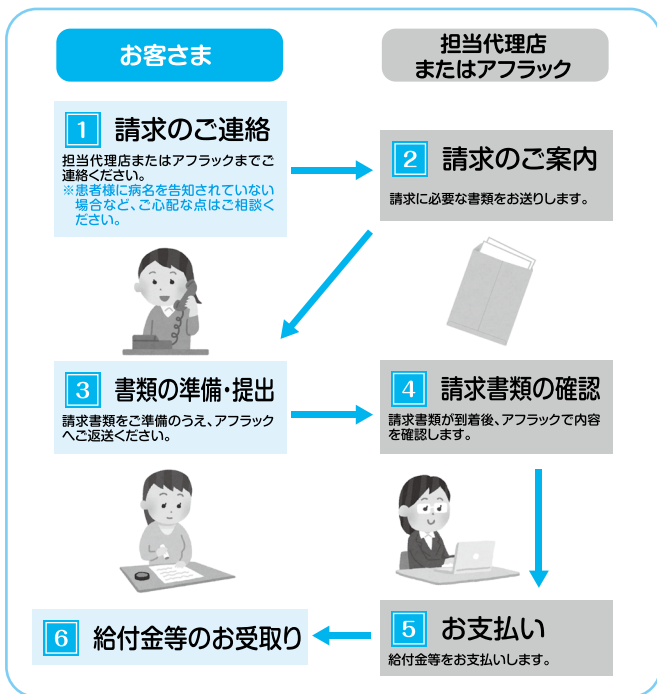 お客さま
担当代理店
またはアフラック
1 請求のご連絡
担当代理店またはアフラックまでご
連絡ください。
※患者様に病名を告知されていない
場合など、ご心配な点はご相談く
ださい。
2 請求のご案内
請求に必要な書類をお送りします。
3 書類の準備・提出
請求書類をご準備のうえ、アフラック
へご返送ください。
4 請求書類の確認
請求書類が到着後、アフラックで内容
を確認します。
5 お支払い
給付金等をお支払いします。
6 給付金等のお受取り